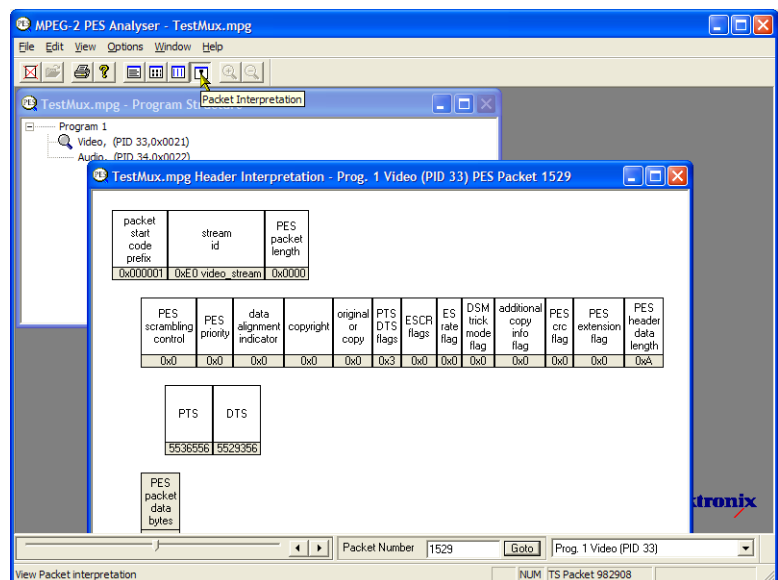 MPEG-2 PES Analyser - TestMux.mpg
File Edit View Options Window Help
Packet Interpretation
TestMux.mpg - Program
Program 1
Video, (PID 33,0x0021)
Audio, (PID 34,0x0022)
TestMux.mpg Header Interpretation - Prog. 1 Video (PID 33) PES Packet 1529
packet start code prefix
stream id
PES packet length
0x000001 0xE0 video_stream 0x0000
PES scrambling control
PES priority
data alignment indicator
copyright
original or copy
PTS DTS flags
ESCR flags
ES rate flag
DSM trick mode flag
additional copy info flag
PES crc flag
PES extension flag
PES header data length
0x0 0x0 0x0 0x0 0x0 0x3 0x0 0x0 0x0 0x0 0x0 0x0 0xA
PTS DTS
5536556 5529356
PES packet data bytes
ktronix
Packet Number 1529 Goto Prog. 1 Video (PID 33)
View Packet interpretation NUM TS Packet 982908